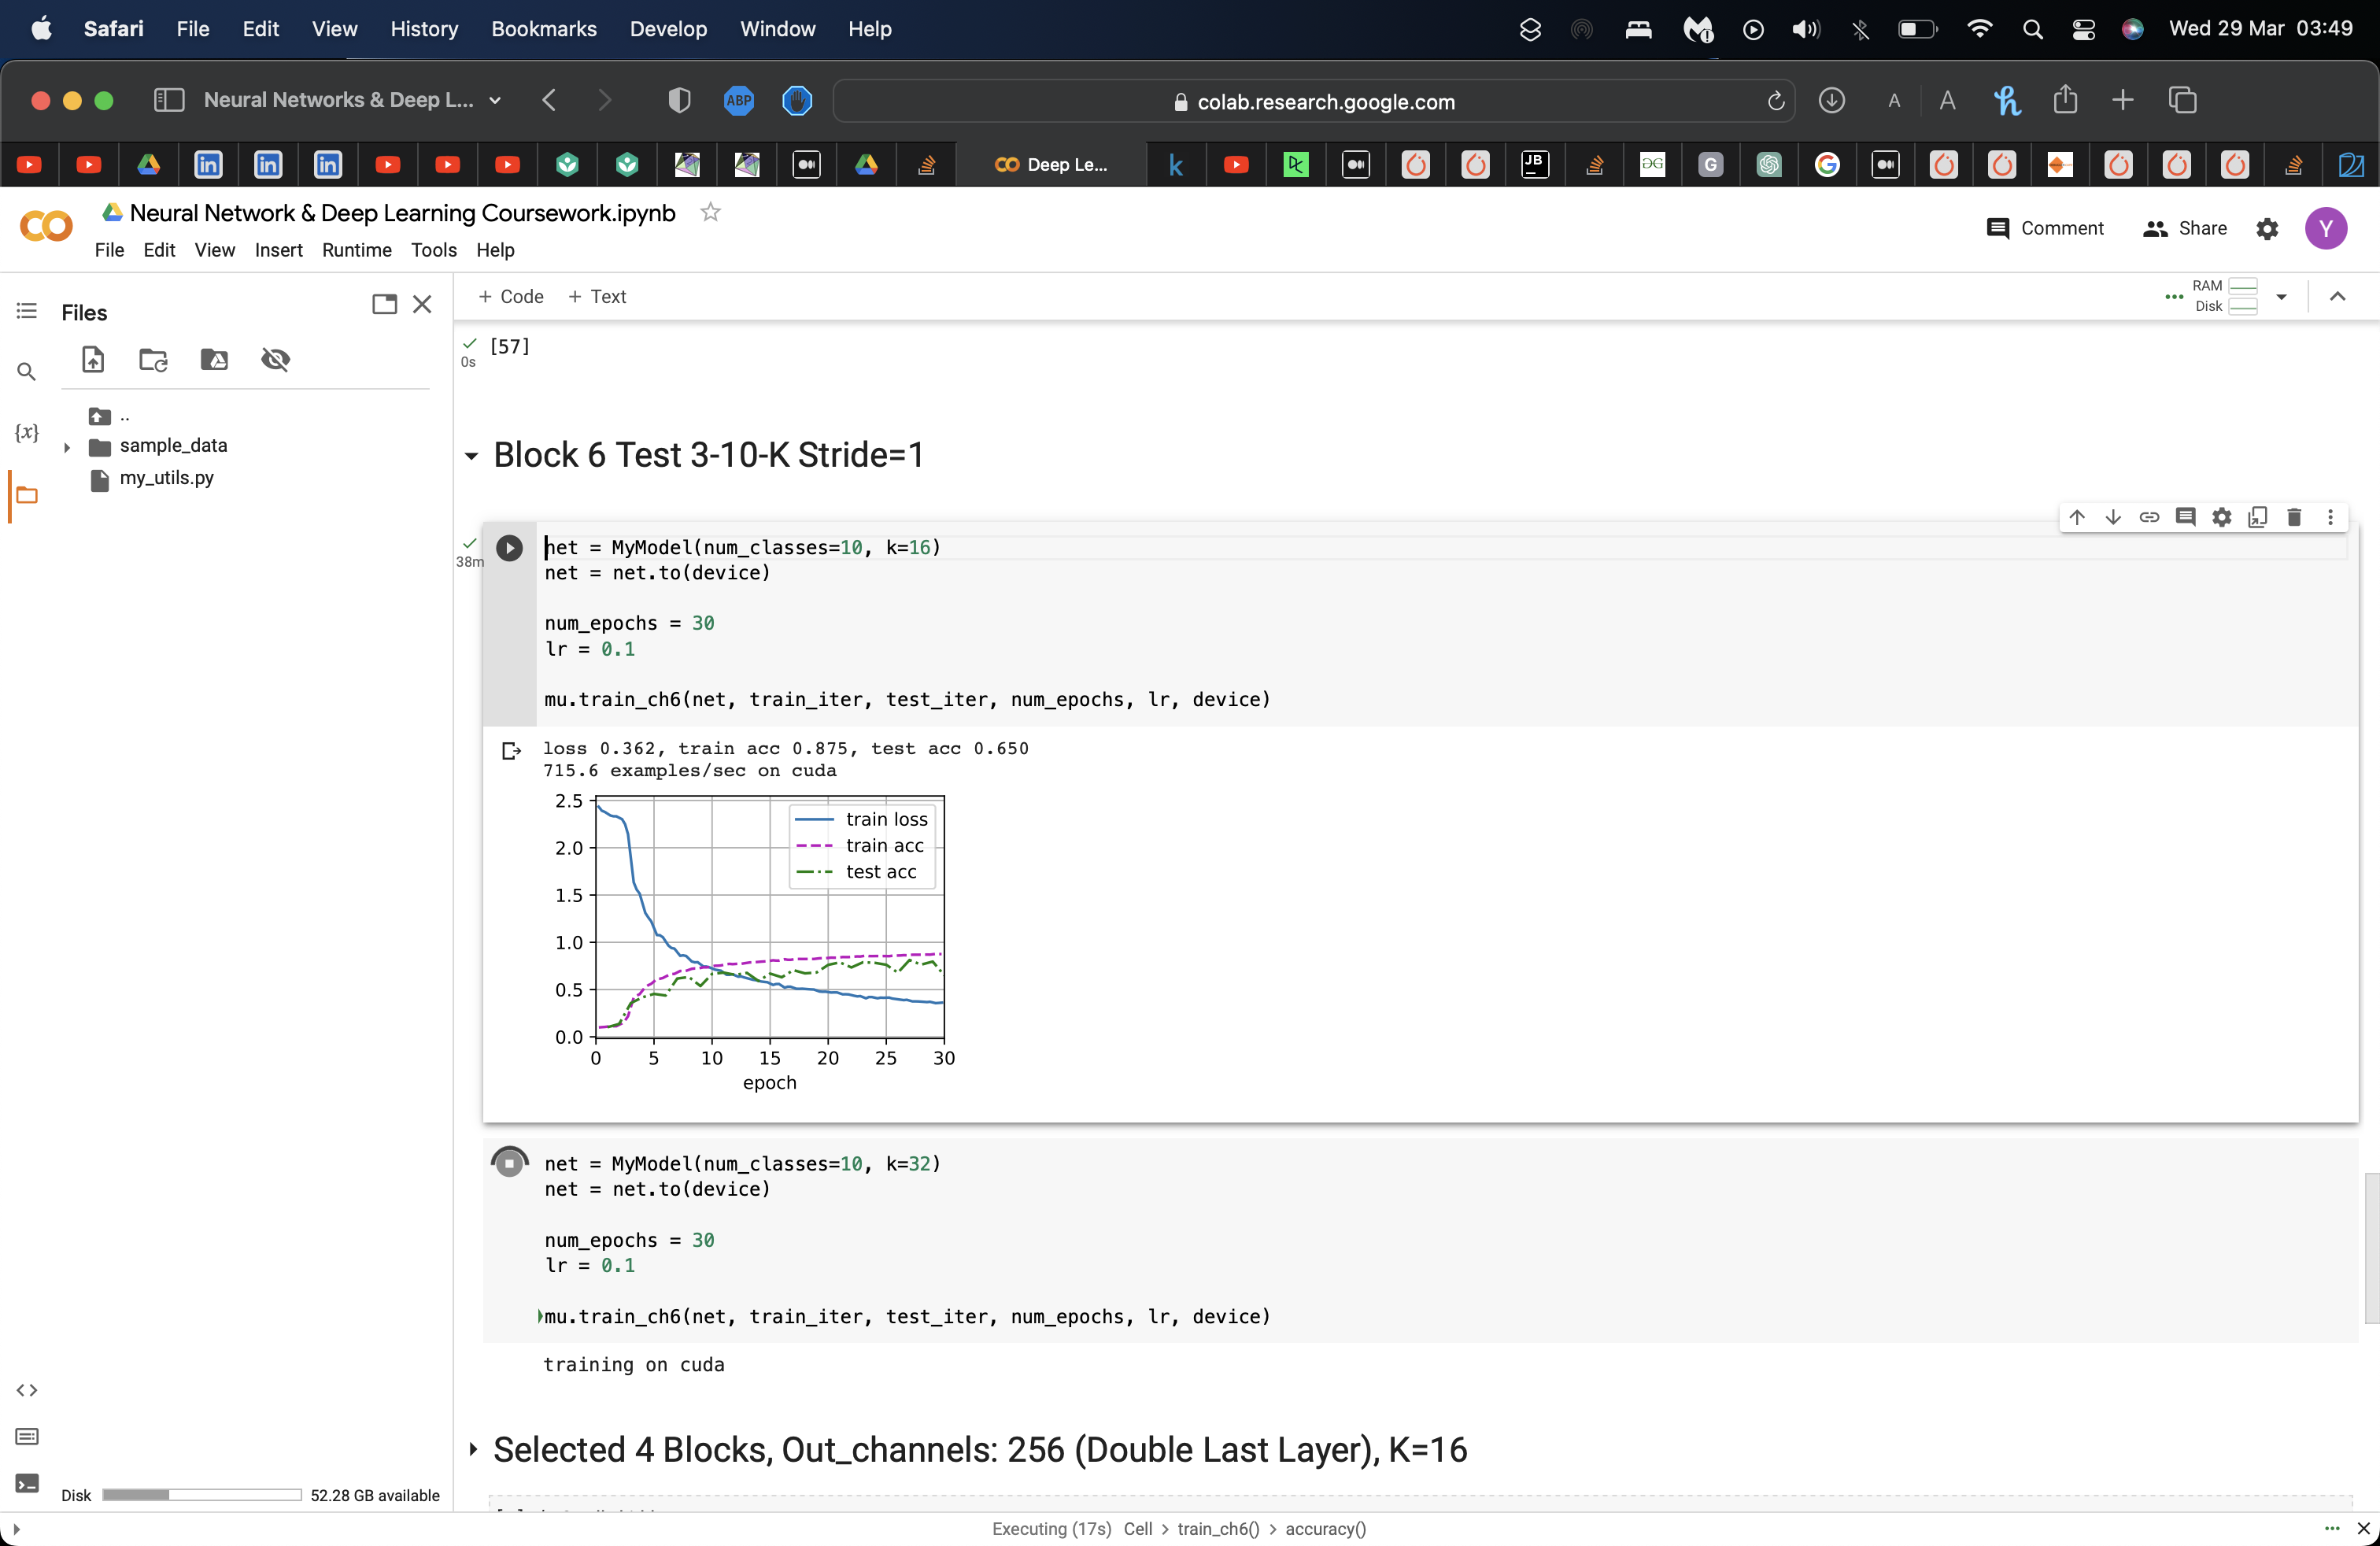 Safari File Edit View History Bookmarks Develop Window Help Wed 29 Mar 03:49
Neural Networks & Deep L... ABP colab.research.google.com A A
Deep Le...
Neural Network & Deep Learning Coursework.ipynb
File Edit View Insert Runtime Tools Help
Comment Share Y
Files
+ Code + Text
RAM
Disk
..
sample_data
my_utils.py
{x}
[57]
0s
Block 6 Test 3-10-K Stride=1
38m
net = MyModel(num_classes=10, k=16)
net = net.to(device)
num_epochs = 30
lr = 0.1
mu.train_ch6(net, train_iter, test_iter, num_epochs, lr, device)
loss 0.362, train acc 0.875, test acc 0.650
715.6 examples/sec on cuda
2.5
2.0
1.5
1.0
0.5
0.0
train loss
train acc
test acc
0 5 10 15 20 25 30
epoch
net = MyModel(num_classes=10, k=32)
net = net.to(device)
num_epochs = 30
lr = 0.1
mu.train_ch6(net, train_iter, test_iter, num_epochs, lr, device)
training on cuda
Selected 4 Blocks, Out_channels: 256 (Double Last Layer), K=16
Disk 52.28 GB available
Executing (17s) Cell > train_ch6() > accuracy()